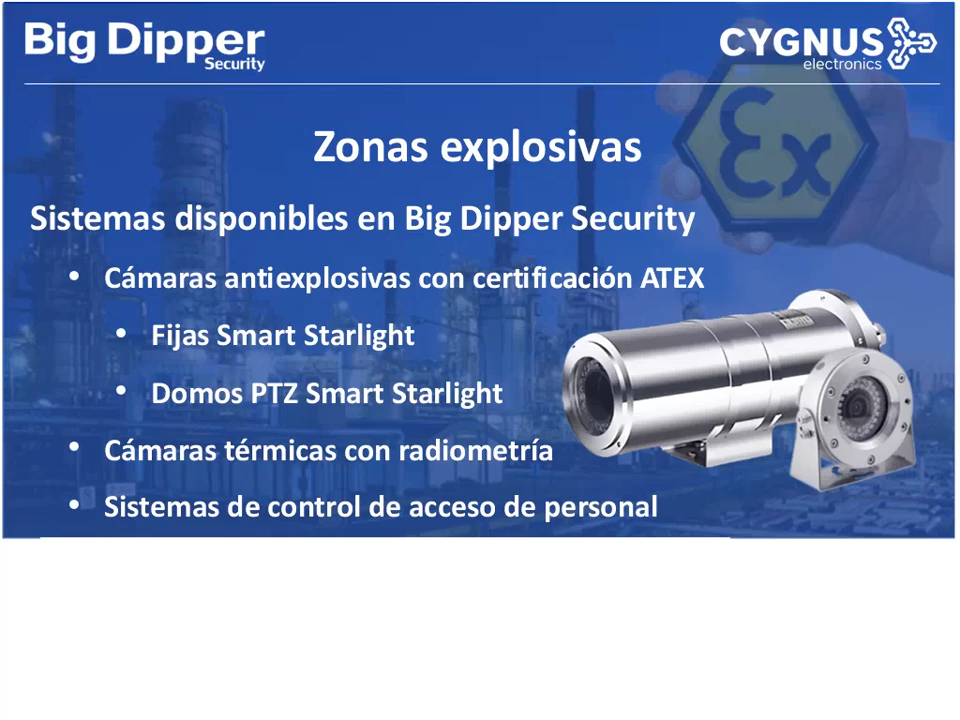 Big Dipper
Security
CYGNUS
electronics
Ex
Zonas explosivas
Sistemas disponibles en Big Dipper Security
• Cámaras antiexplosivas con certificación ATEX
• Fijas Smart Starlight
• Domos PTZ Smart Starlight
• Cámaras térmicas con radiometría
• Sistemas de control de acceso de personal